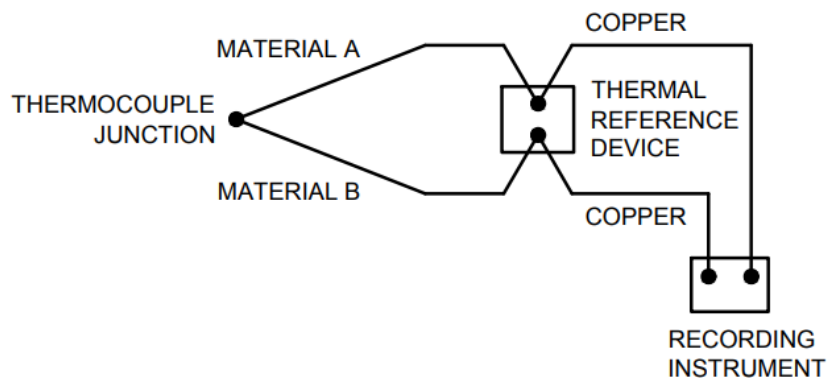 COPPER
MATERIAL A
THERMOCOUPLE
JUNCTION
THERMAL
REFERENCE
DEVICE
MATERIAL B
COPPER
RECORDING
INSTRUMENT